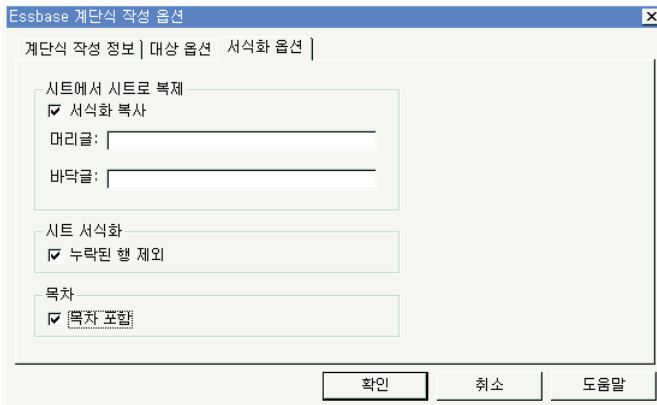 Essbase 계단식 작성 옵션
계단식 작성 정보 대상 옵션 서식화 옵션
시트에서 시트로 복제
서식화 복사
머리글:
바닥글:
시트 서식화
누락된 행 제외
목차
목차 포함
확인 취소 도움말